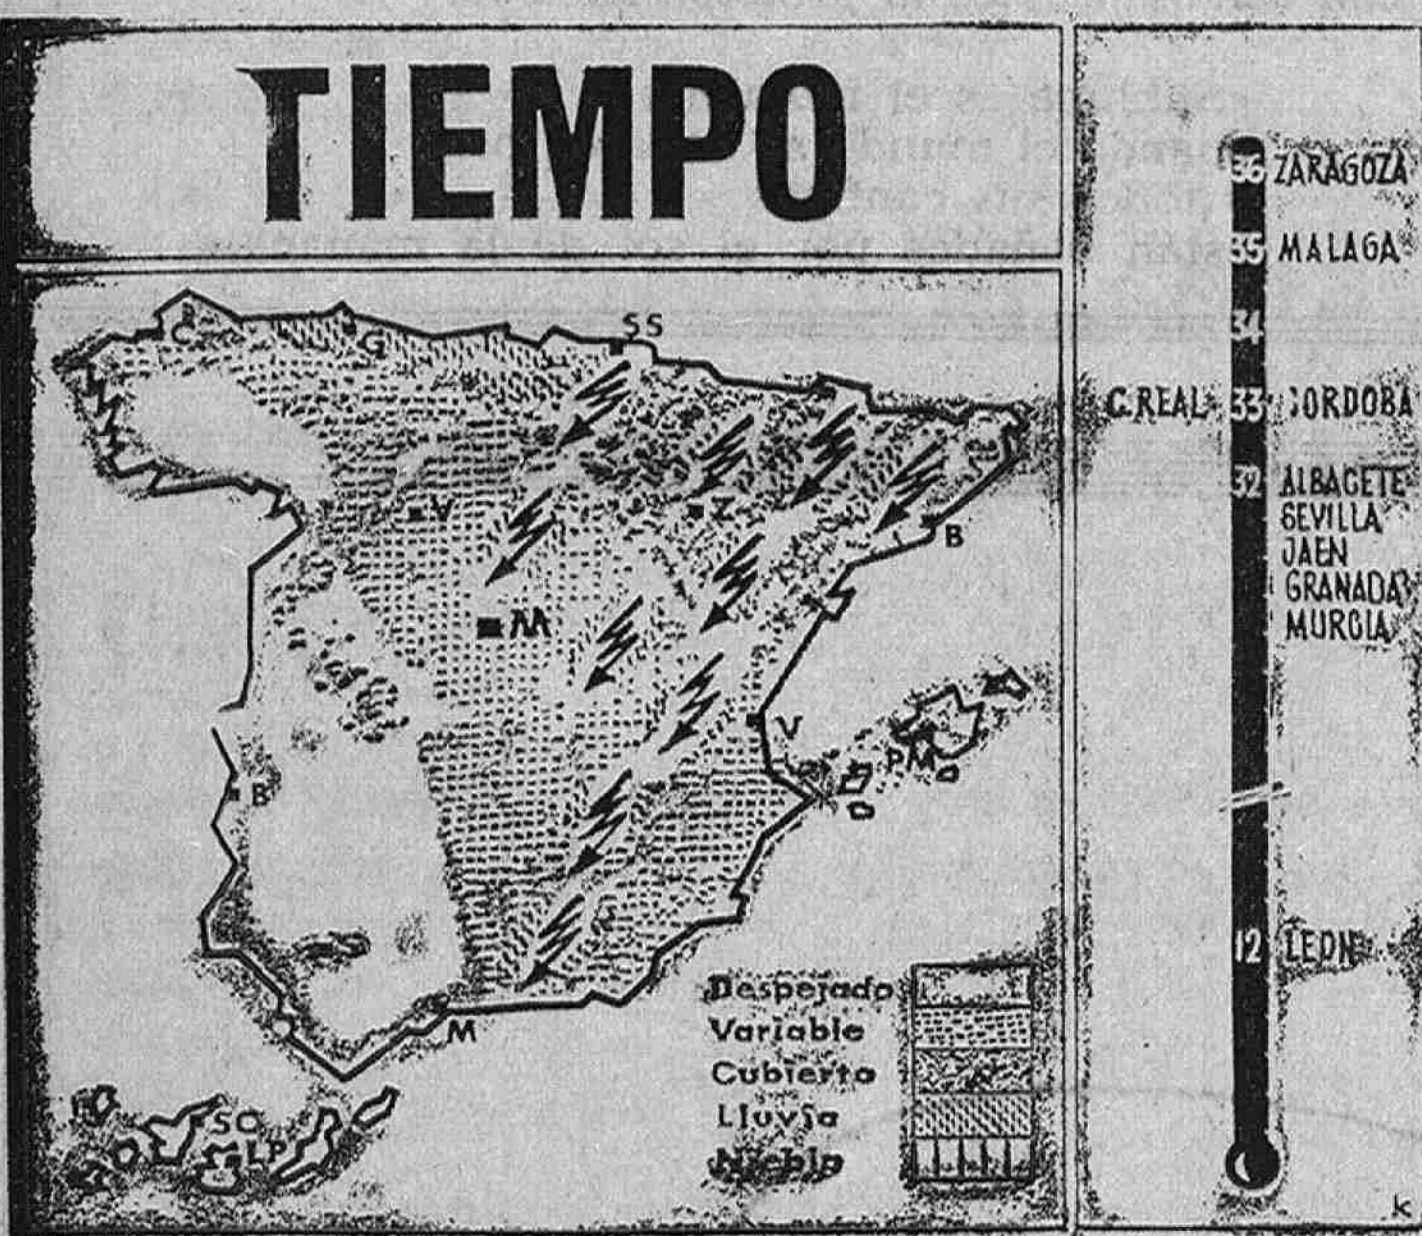 TIEMPO
C
G
SS
V
Z
B
M
V
PM
B
M
SC
LP
Despejado
Variable
Cubierto
Lluvia
Niebla
36 ZARAGOZA
35 MALAGA
34
C.REAL 33 CORDOBA
32 ALBACETE
SEVILLA
JAEN
GRANADA
MURCIA
12 LEON
k